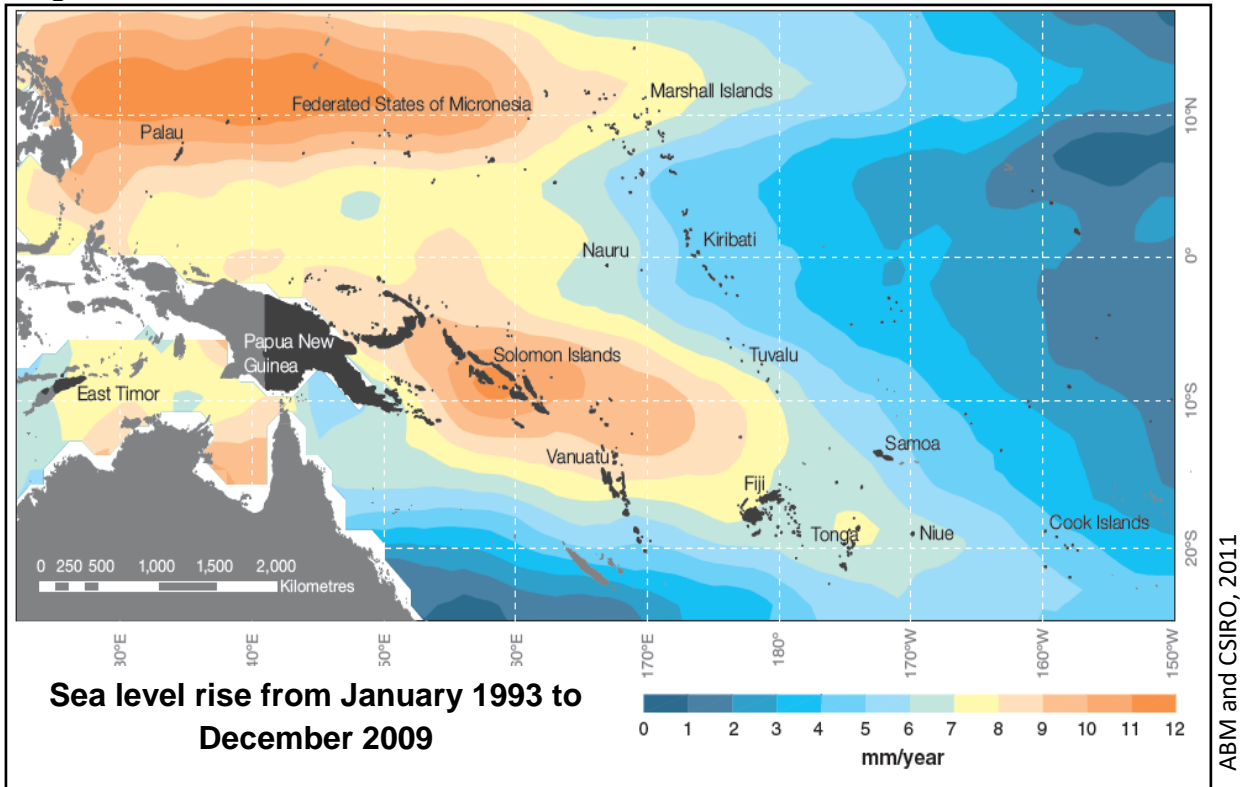 Marshall Islands
Federated States of Micronesia
Palau
10°N
Nauru
Kiribati
0°
Papua New
Guinea
Solomon Islands
Tuvalu
East Timor
10°S
Samoa
Vanuatu
Fiji
Cook Islands
Tonga
Niue
20°S
0 250 500 1,000 1,500 2,000
Kilometres
170°E
180°
170°W
160°W
150°W
Sea level rise from January 1993 to
December 2009
0 1 2 3 4 5 6 7 8 9 10 11 12
mm/year
ABM and CSIRO, 2011